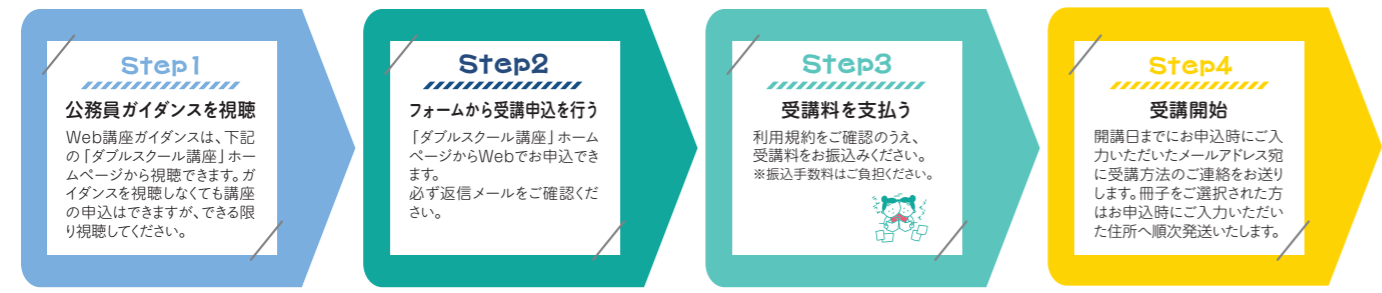 Step1
公務員ガイダンスを視聴
Web講座ガイダンスは、下記
の「ダブルスクール講座」ホー
ムページから視聴できます。ガ
イダンスを視聴しなくても講座
の申込はできますが、できる限
り視聴してください。
Step2
フォームから受講申込を行う
「ダブルスクール講座」ホーム
ページからWebでお申込でき
ます。
必ず返信メールをご確認くだ
さい。
Step3
受講料を支払う
利用規約をご確認のうえ、
受講料をお振込みください。
※振込手数料はご負担ください。
Step4
受講開始
開講日までにお申込時にご入
力いただいたメールアドレス宛
に受講方法のご連絡をお送り
します。冊子をご選択された方
はお申込時にご入力いただい
た住所へ順次発送いたします。